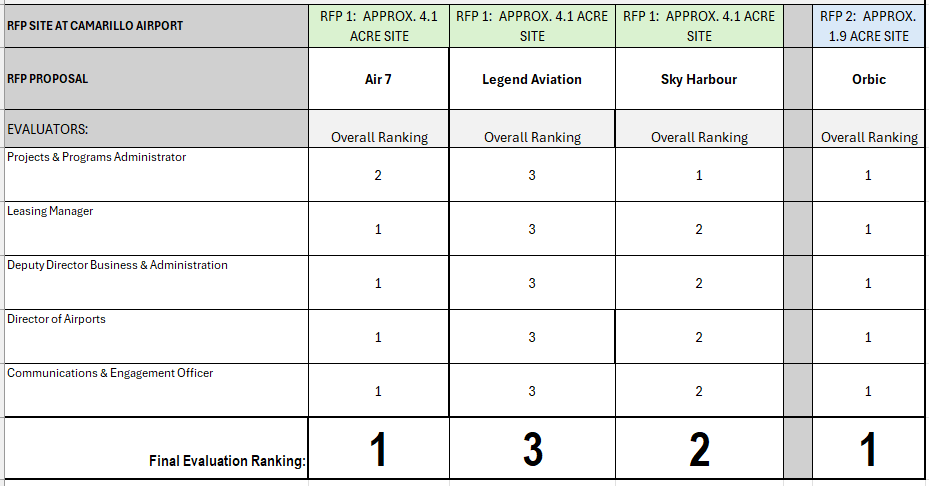 RFP SITE AT CAMARILLO AIRPORT
RFP 1: APPROX. 4.1
ACRE SITE
RFP 1: APPROX. 4.1 ACRE
SITE
RFP 1: APPROX. 4.1 ACRE
SITE
RFP 2: APPROX.
1.9 ACRE SITE
RFP PROPOSAL
Air 7
Legend Aviation
Sky Harbour
Orbic
EVALUATORS:
Overall Ranking
Overall Ranking
Overall Ranking
Overall Ranking
Projects & Programs Administrator
2
3
1
1
Leasing Manager
1
3
2
1
Deputy Director Business & Administration
1
3
2
1
Director of Airports
1
3
2
1
Communications & Engagement Officer
1
3
2
1
Final Evaluation Ranking:
1
3
2
1